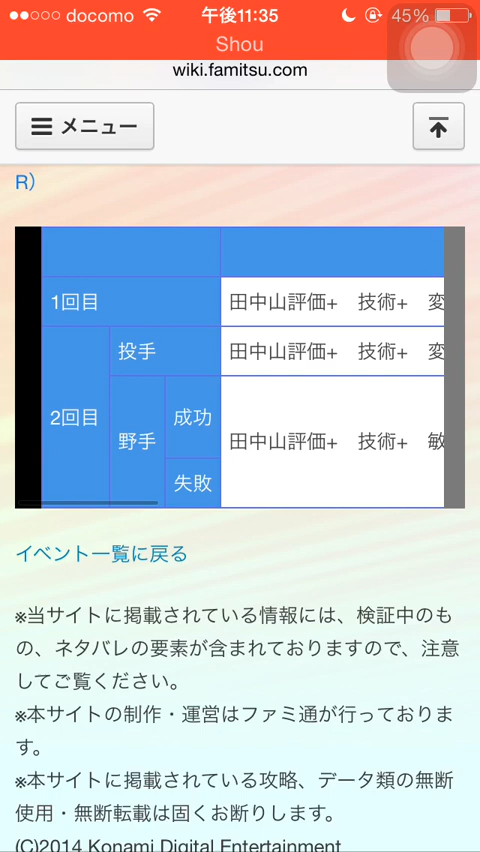 docomo 午後11:35 45%
Shou
wiki.famitsu.com
メニュー
R）
1回目 田中山評価+ 技術+ 変
投手 田中山評価+ 技術+ 変
2回目 野手 成功 田中山評価+ 技術+ 敏
失敗
イベント一覧に戻る
※当サイトに掲載されている情報には、検証中のも
の、ネタバレの要素が含まれておりますので、注意
してご覧ください。
※本サイトの制作・運営はファミ通が行っておりま
す。
※本サイトに掲載されている攻略、データ類の無断
使用・無断転載は固くお断りします。
(C)2014 Konami Digital Entertainment